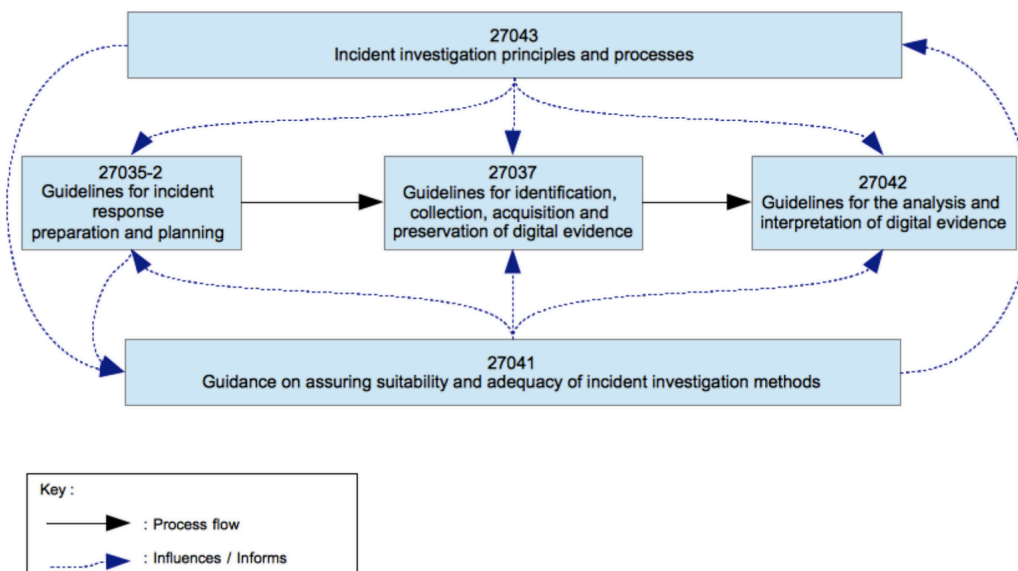 27043
Incident investigation principles and processes
27035-2
Guidelines for incident
response
preparation and planning
27037
Guidelines for identification,
collection, acquisition and
preservation of digital evidence
27042
Guidelines for the analysis and
interpretation of digital evidence
27041
Guidance on assuring suitability and adequacy of incident investigation methods
Key :
: Process flow
: Influences / Informs